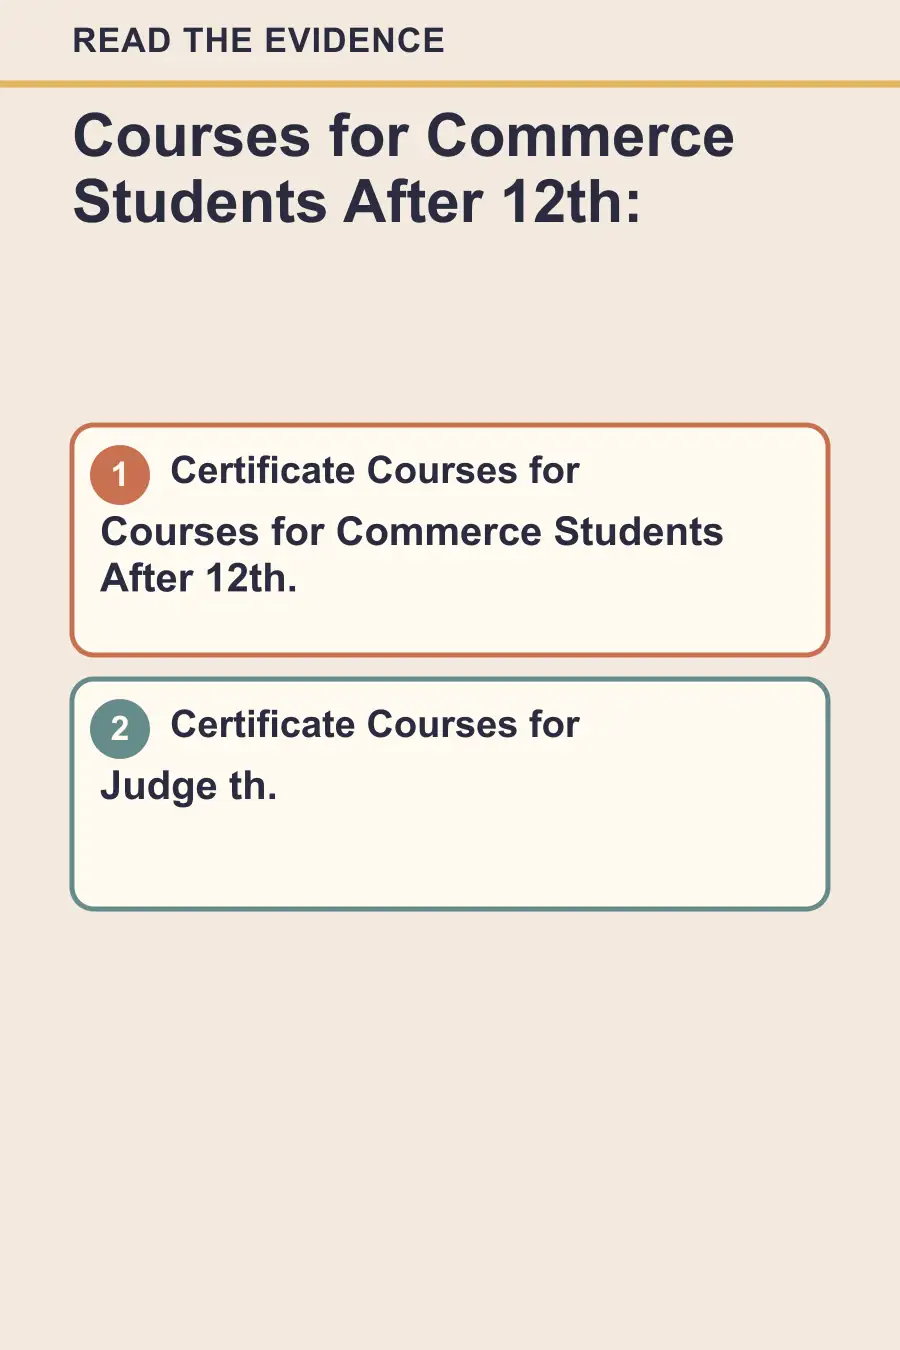 READ THE EVIDENCE
Courses for Commerce
Students After 12th:
1 Certificate Courses for
Courses for Commerce Students
After 12th.
2 Certificate Courses for
Judge th.